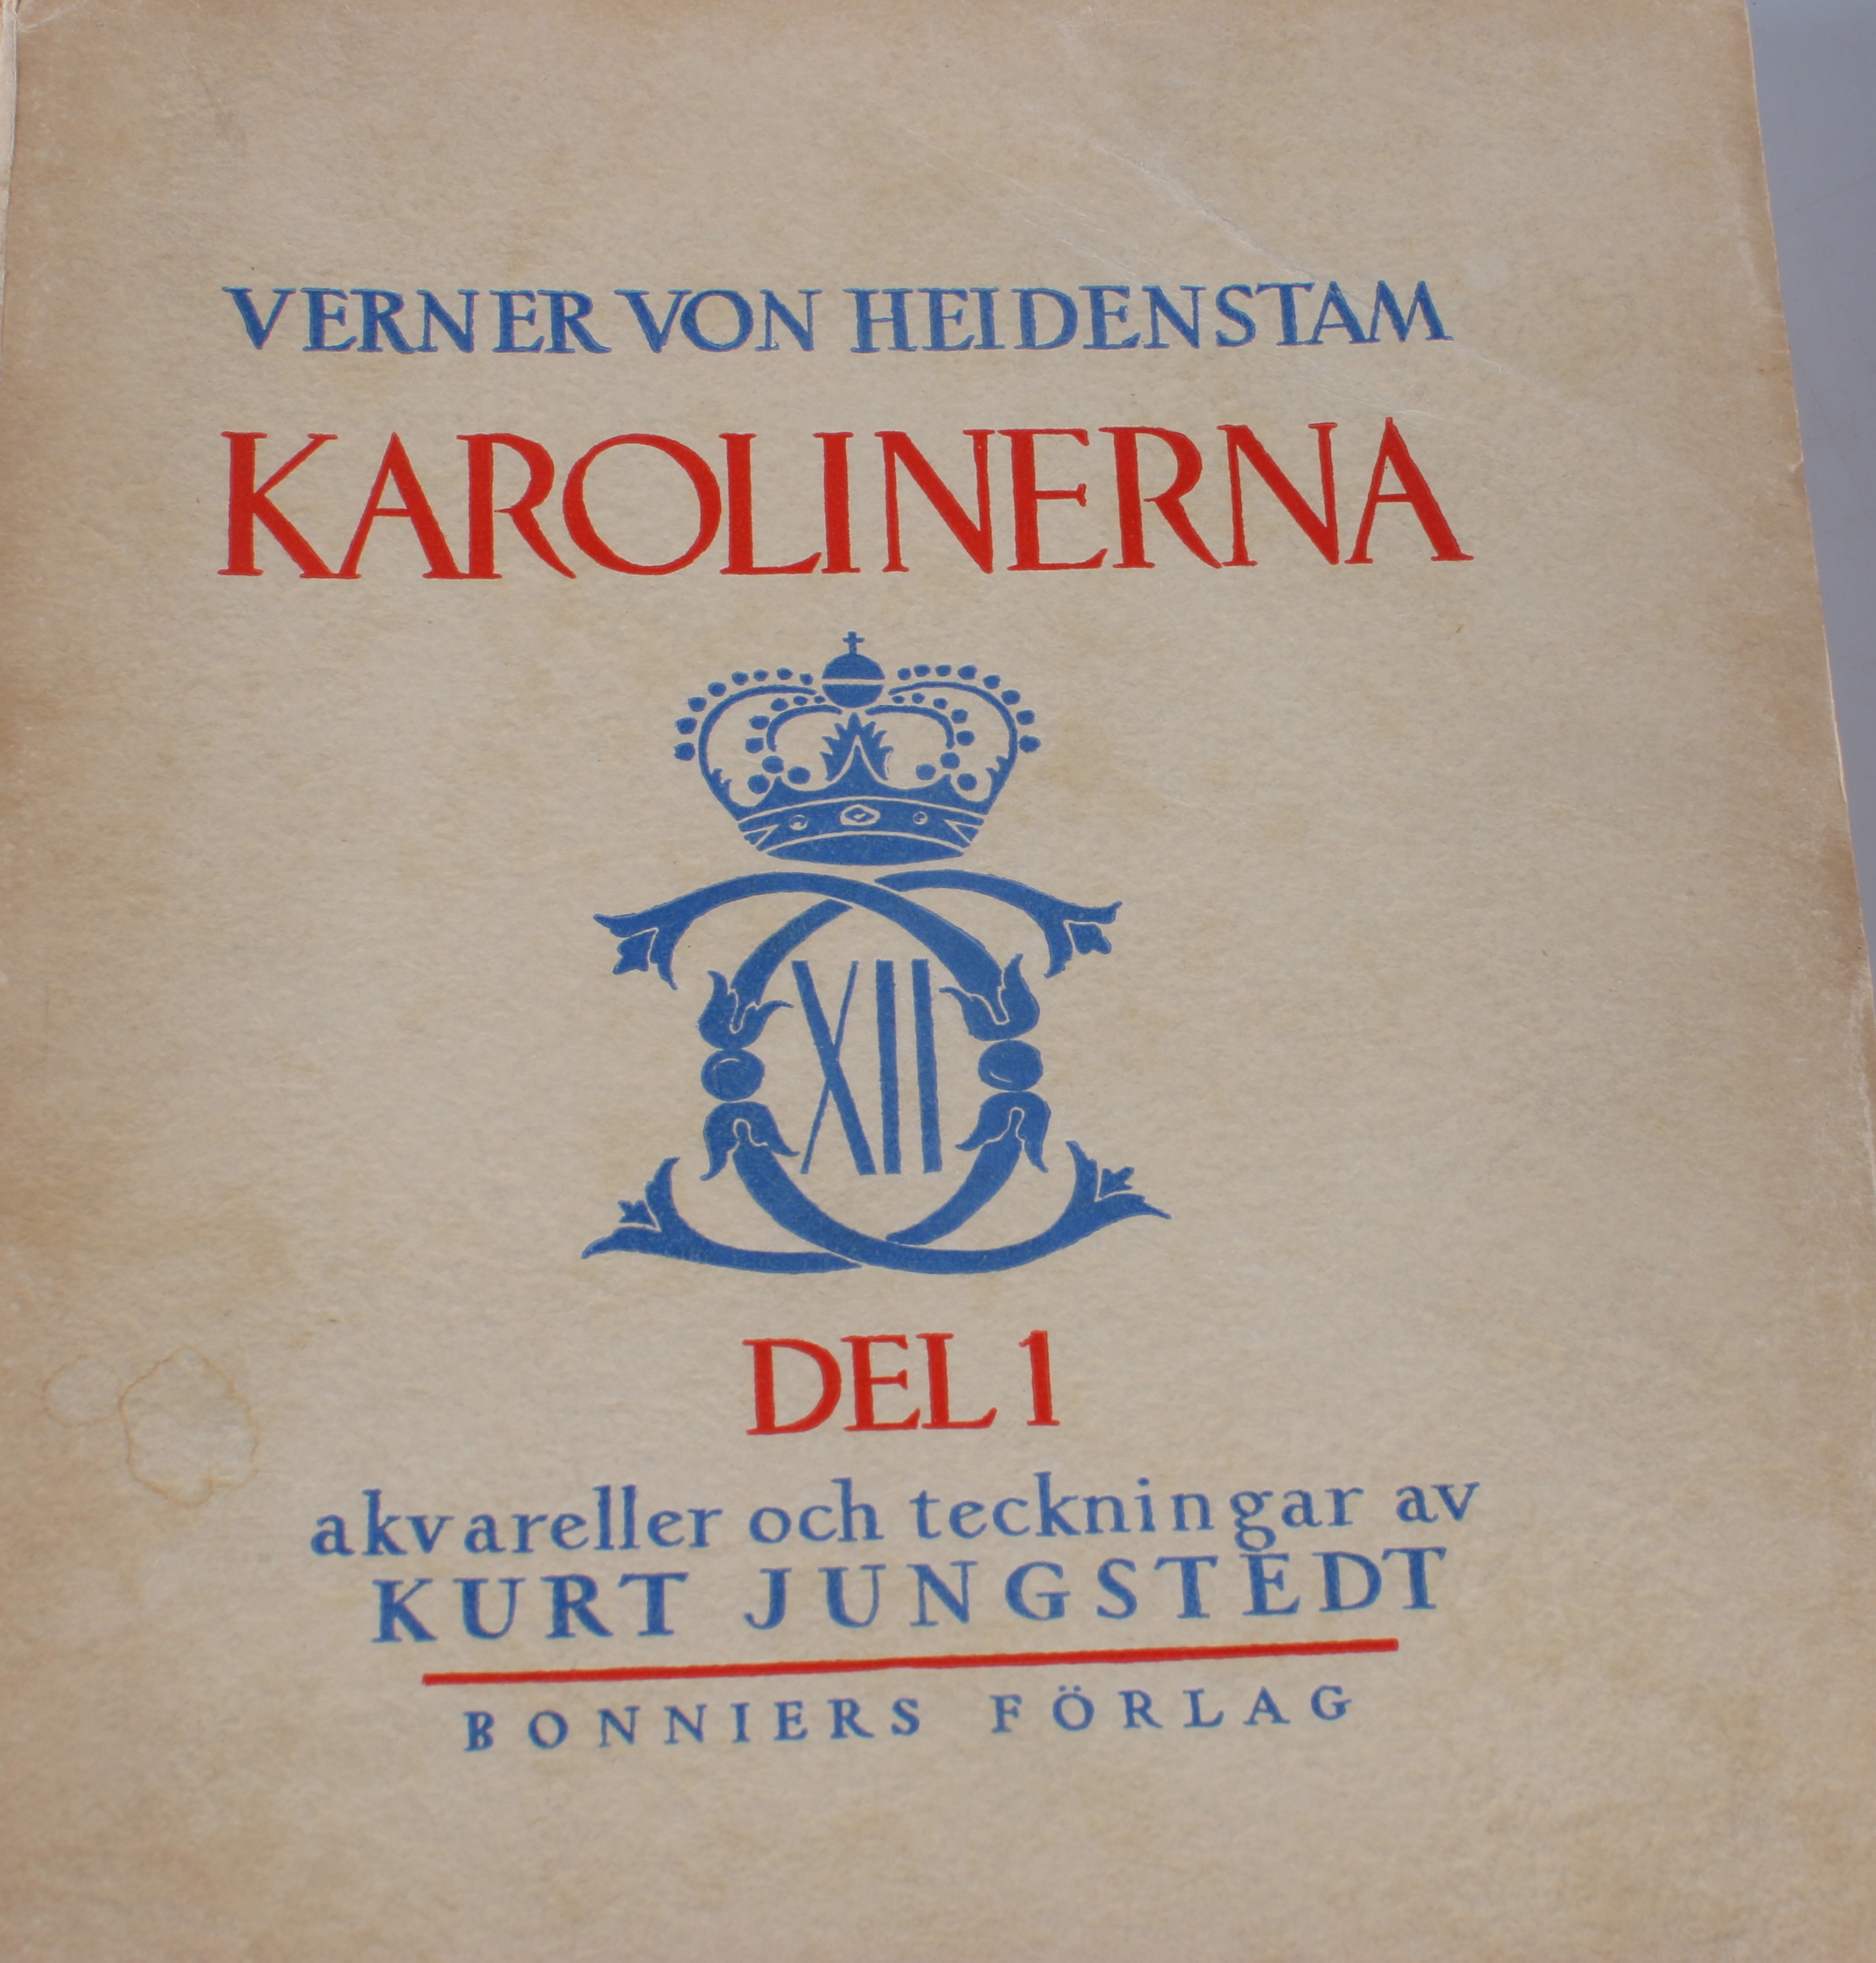 VERNER VON HEIDENSTAM
KAROLINERNA
XII
DEL 1
akvareller och teckningar av
KURT JUNGSTEDT
BONNIERS FÖRLAG